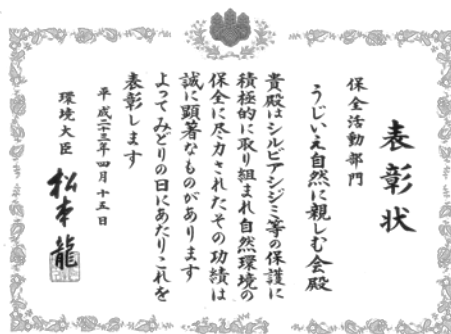 表彰状
保全活動部門
うじいえ自然に親しむ会殿
貴殿はシルビアシジミ等の保護に
積極的に取り組まれ自然環境の
保全に尽力されたその功績は
誠に顕著なものがあります
よってみどりの日にあたりこれを
表彰します
平成二十三年四月十五日
環境大臣 松本龍